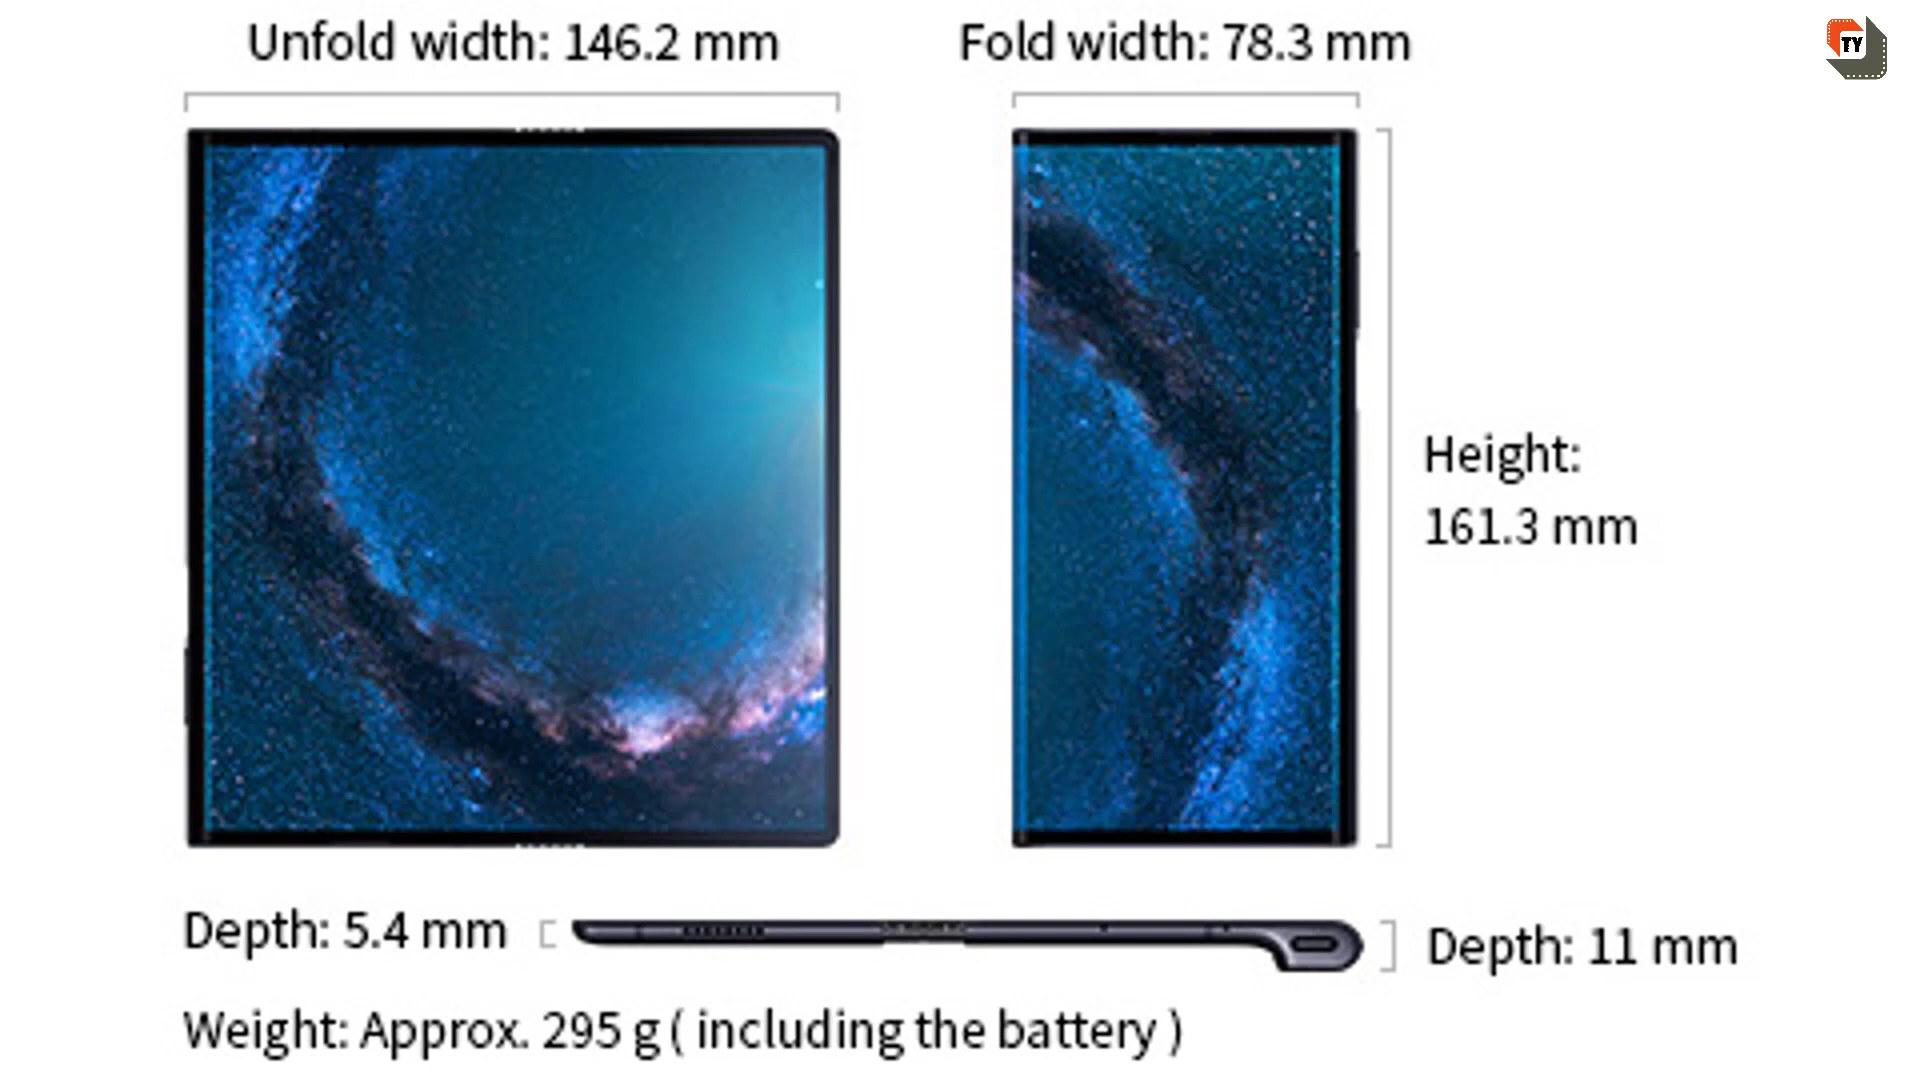 Unfold width: 146.2 mm
Fold width: 78.3 mm
TY
Height:
161.3 mm
Depth: 5.4 mm
Depth: 11 mm
Weight: Approx. 295 g ( including the battery )